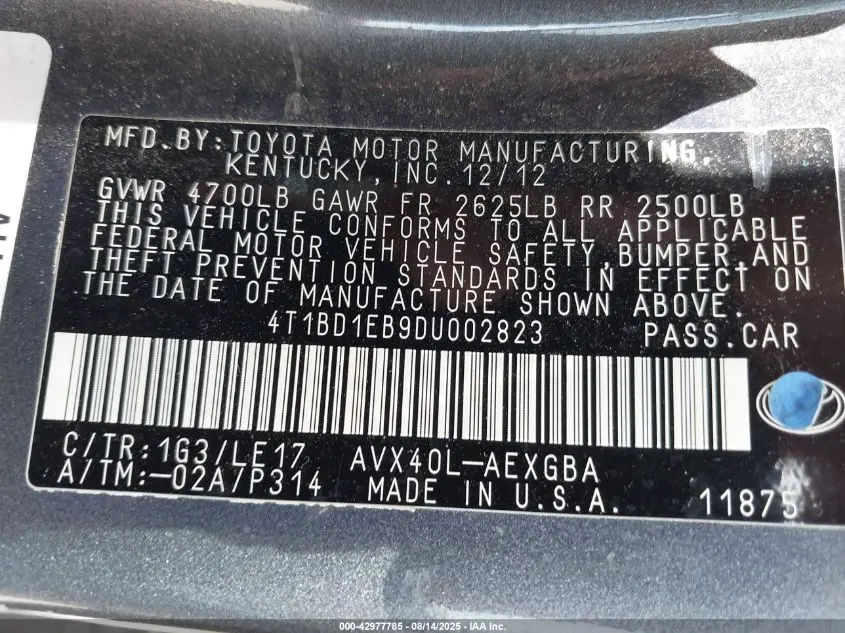 MFD.BY:TOYOTA MOTOR MANUFACTURING,
KENTUCKY, INC. 12/12
GVWR 4700LB GAWR FR 2625LB RR 2500LB
THIS VEHICLE CONFORMS TO ALL APPLICABLE
FEDERAL MOTOR VEHICLE SAFETY,BUMPER,AND
THEFT PREVENTION STANDARDS IN EFFECT ON
THE DATE OF MANUFACTURE SHOWN ABOVE.
4T1BD1EB9DU002823 PASS.CAR
C/TR:1G3/LE17 AVX40L-AEXGBA
A/TM:-02A/P314 MADE IN U.S.A. 11875
000-42977785 - 08/14/2025 - IAA Inc.